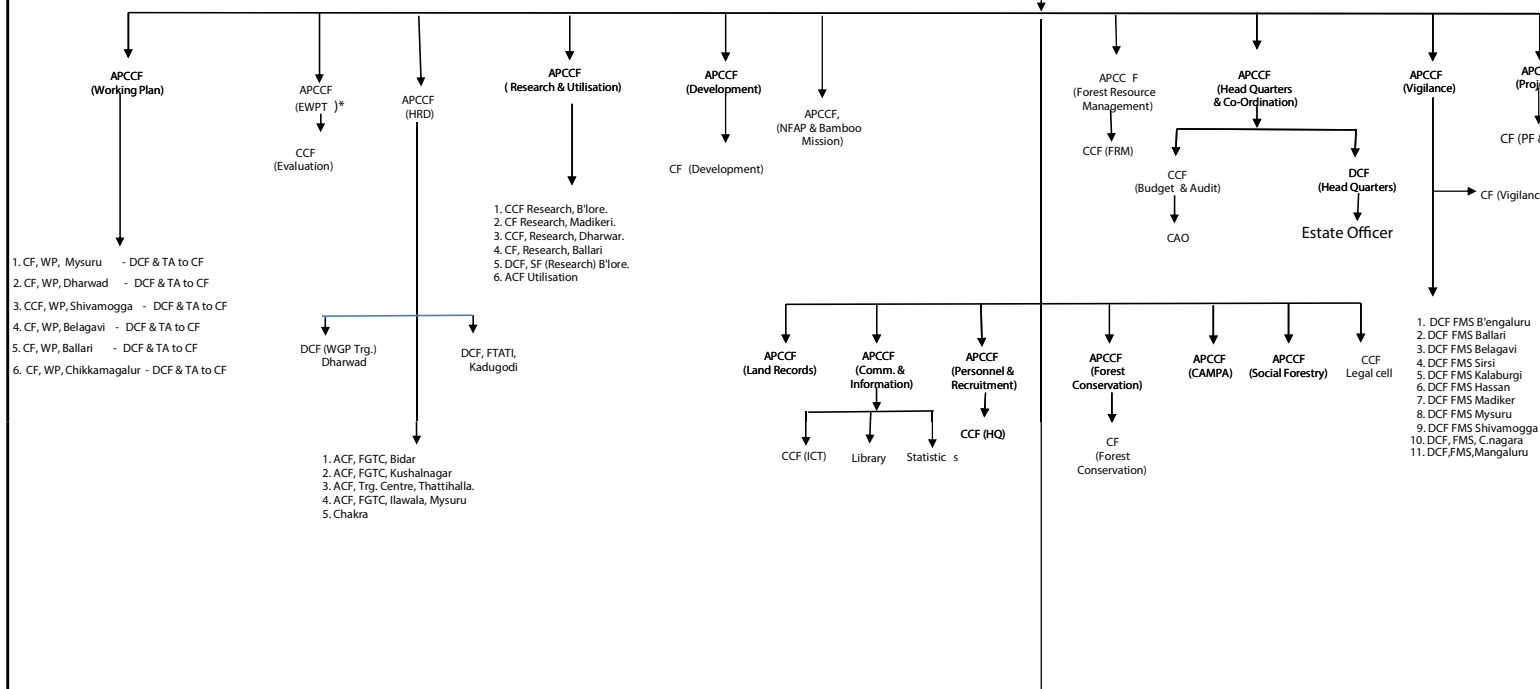 APCCF
(Working Plan)
1. CF, WP, Mysuru - DCF & TA to CF
2. CF, WP, Dharwad - DCF & TA to CF
3. CCF, WP, Shivamogga - DCF & TA to CF
4. CF, WP, Belagavi - DCF & TA to CF
5. CF, WP, Ballari - DCF & TA to CF
6. CF, WP, Chikkamagalur - DCF & TA to CF
APCCF
(EWPT )*
CCF
(Evaluation)
APCCF
(HRD)
DCF (WGP Trg.)
Dharwad
DCF, FTATI,
Kadugodi
1. ACF, FGTC, Bidar
2. ACF, FGTC, Kushalnagar
3. ACF, Trg. Centre, Thattihalla.
4. ACF, FGTC, Ilawala, Mysuru
5. Chakra
APCCF
( Research & Utilisation)
1. CCF Research, B'lore.
2. CF Research, Madikeri.
3. CCF, Research, Dharwar.
4. CF, Research, Ballari
5. DCF, SF (Research) B'lore.
6. ACF Utilisation
APCCF
(Development)
CF (Development)
APCCF,
(NFAP & Bamboo
Mission)
APCC F
(Forest Resource
Management)
CCF (FRM)
APCCF
(Head Quarters
& Co-Ordination)
CCF
(Budget & Audit)
CAO
DCF
(Head Quarters)
Estate Officer
APCCF
(Vigilance)
CF (Vigilanc
1. DCF FMS B'engaluru
2. DCF FMS Ballari
3. DCF FMS Belagavi
4. DCF FMS Sirsi
5. DCF FMS Kalaburgi
6. DCF FMS Hassan
7. DCF FMS Madiker
8. DCF FMS Mysuru
9. DCF FMS Shivamogga
10. DCF, FMS, C.nagara
11. DCF,FMS,Mangaluru
APC
(Proj
CF (PF &
APCCF
(Land Records)
APCCF
(Comm. &
Information)
CCF (ICT)
Library
Statistic s
APCCF
(Personnel &
Recruitment)
CCF (HQ)
APCCF
(Forest
Conservation)
CF
(Forest
Conservation)
APCCF
(CAMPA)
APCCF
(Social Forestry)
CCF
Legal cell